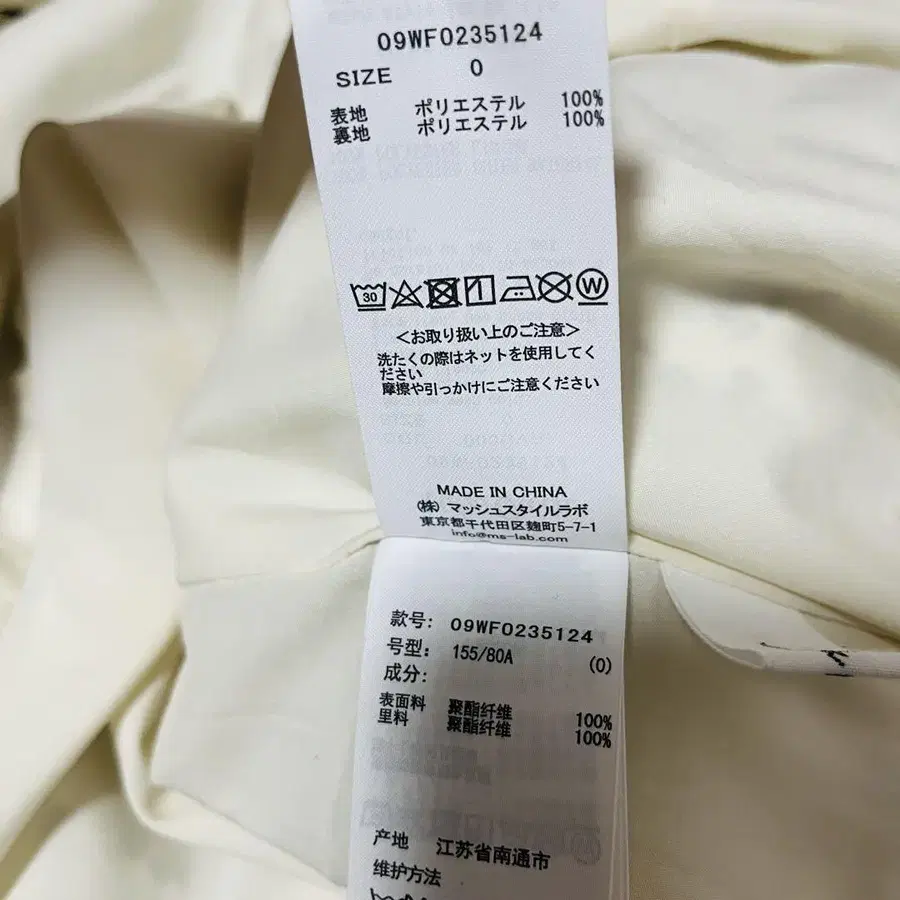 09WF0235124
SIZE 0
表地 ポリエステル 100%
裏地 ポリエステル 100%
30 W
<お取り扱い上のご注意>
洗たくの際はネットを使用してく
ださい
摩擦や引っかけにご注意ください
MADE IN CHINA
(株) マッシュスタイルラボ
東京都千代田区麹町5-7-1
info@ms-lab.com
款号: 09WF0235124
号型: 155/80A (0)
成分:
表面料 聚酯纤维 100%
里料 聚酯纤维 100%
产地 江苏省南通市
维护方法